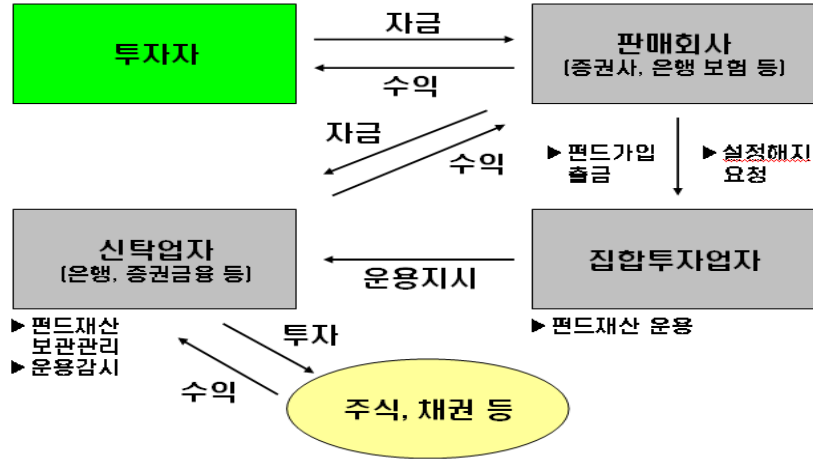 투자자
자금
수익
판매회사
(증권사, 은행 보험 등)
자금
수익
▶ 펀드가입
출금
▶ 설정해지
요청
신탁업자
(은행, 증권금융 등)
운용지시
집합투자업자
▶ 펀드재산
보관관리
▶ 운용감시
▶ 펀드재산 운용
투자
수익
주식, 채권 등